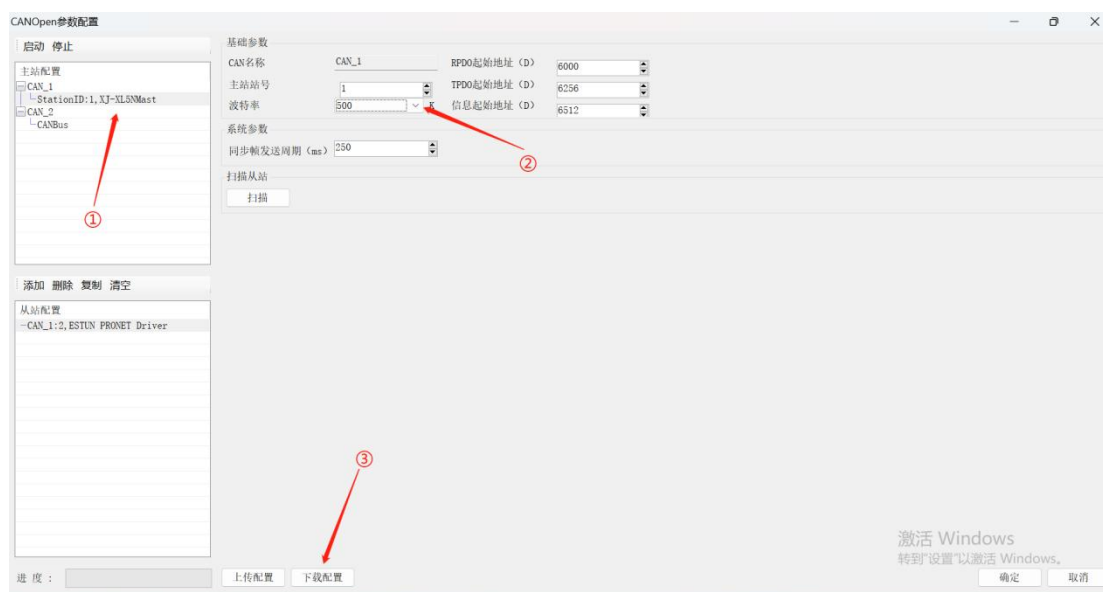 CANOpen参数配置
启动 停止
主站配置
CAN_1
StationID:1,XJ-XL5NMast
CAN_2
CANBus
①
基础参数
CAN名称 CAN_1 RPDO起始地址（D） 6000
主站站号 1 TPDO起始地址（D） 6256
波特率 500 K 信息起始地址（D） 6512
系统参数
同步帧发送周期（ms） 250
②
扫描从站
扫描
添加 删除 复制 清空
从站配置
CAN_1:2,ESTUN PRONET Driver
③
激活 Windows
转到"设置"以激活 Windows。
进 度 : 上传配置 下载配置 确定 取消